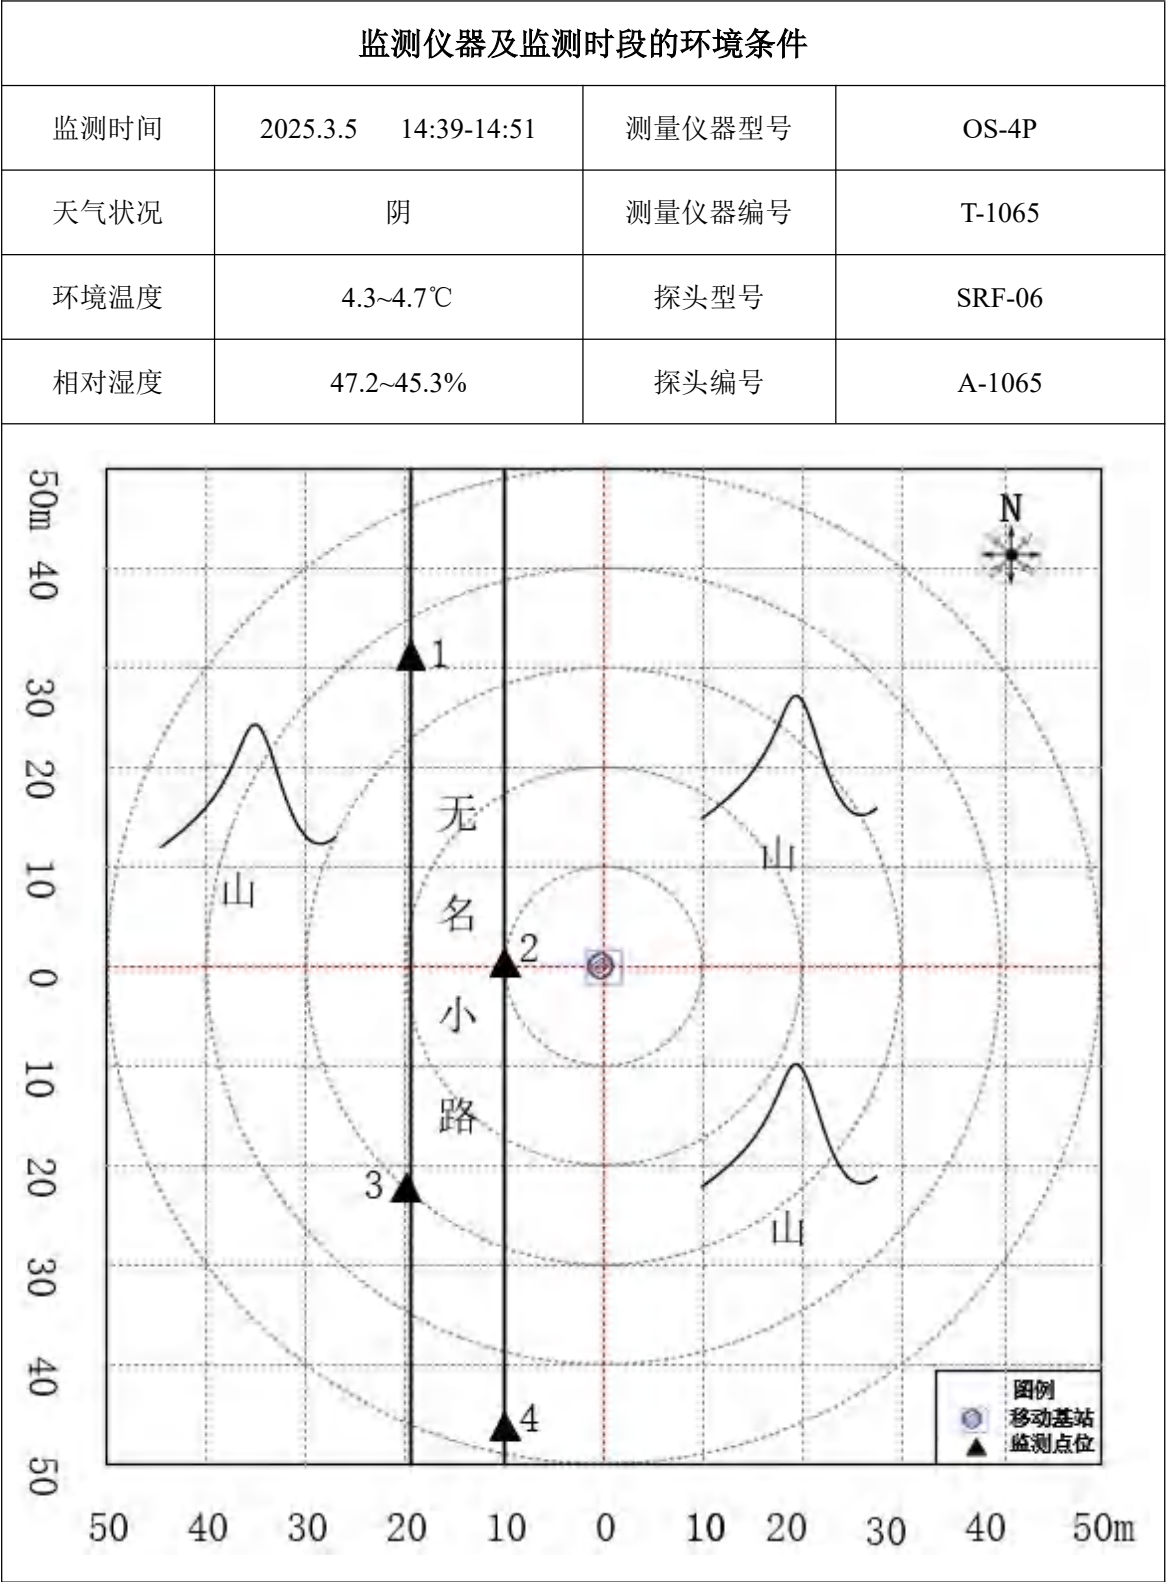 监测仪器及监测时段的环境条件
监测时间 2025.3.5 14:39-14:51 测量仪器型号 OS-4P
天气状况 阴 测量仪器编号 T-1065
环境温度 4.3~4.7℃ 探头型号 SRF-06
相对湿度 47.2~45.3% 探头编号 A-1065
50m
40
30
20
10
0
10
20
30
40
50
N
1
山
山
无
名
小
路
2
3
山
4
图例
移动基站
监测点位
50 40 30 20 10 0 10 20 30 40 50m